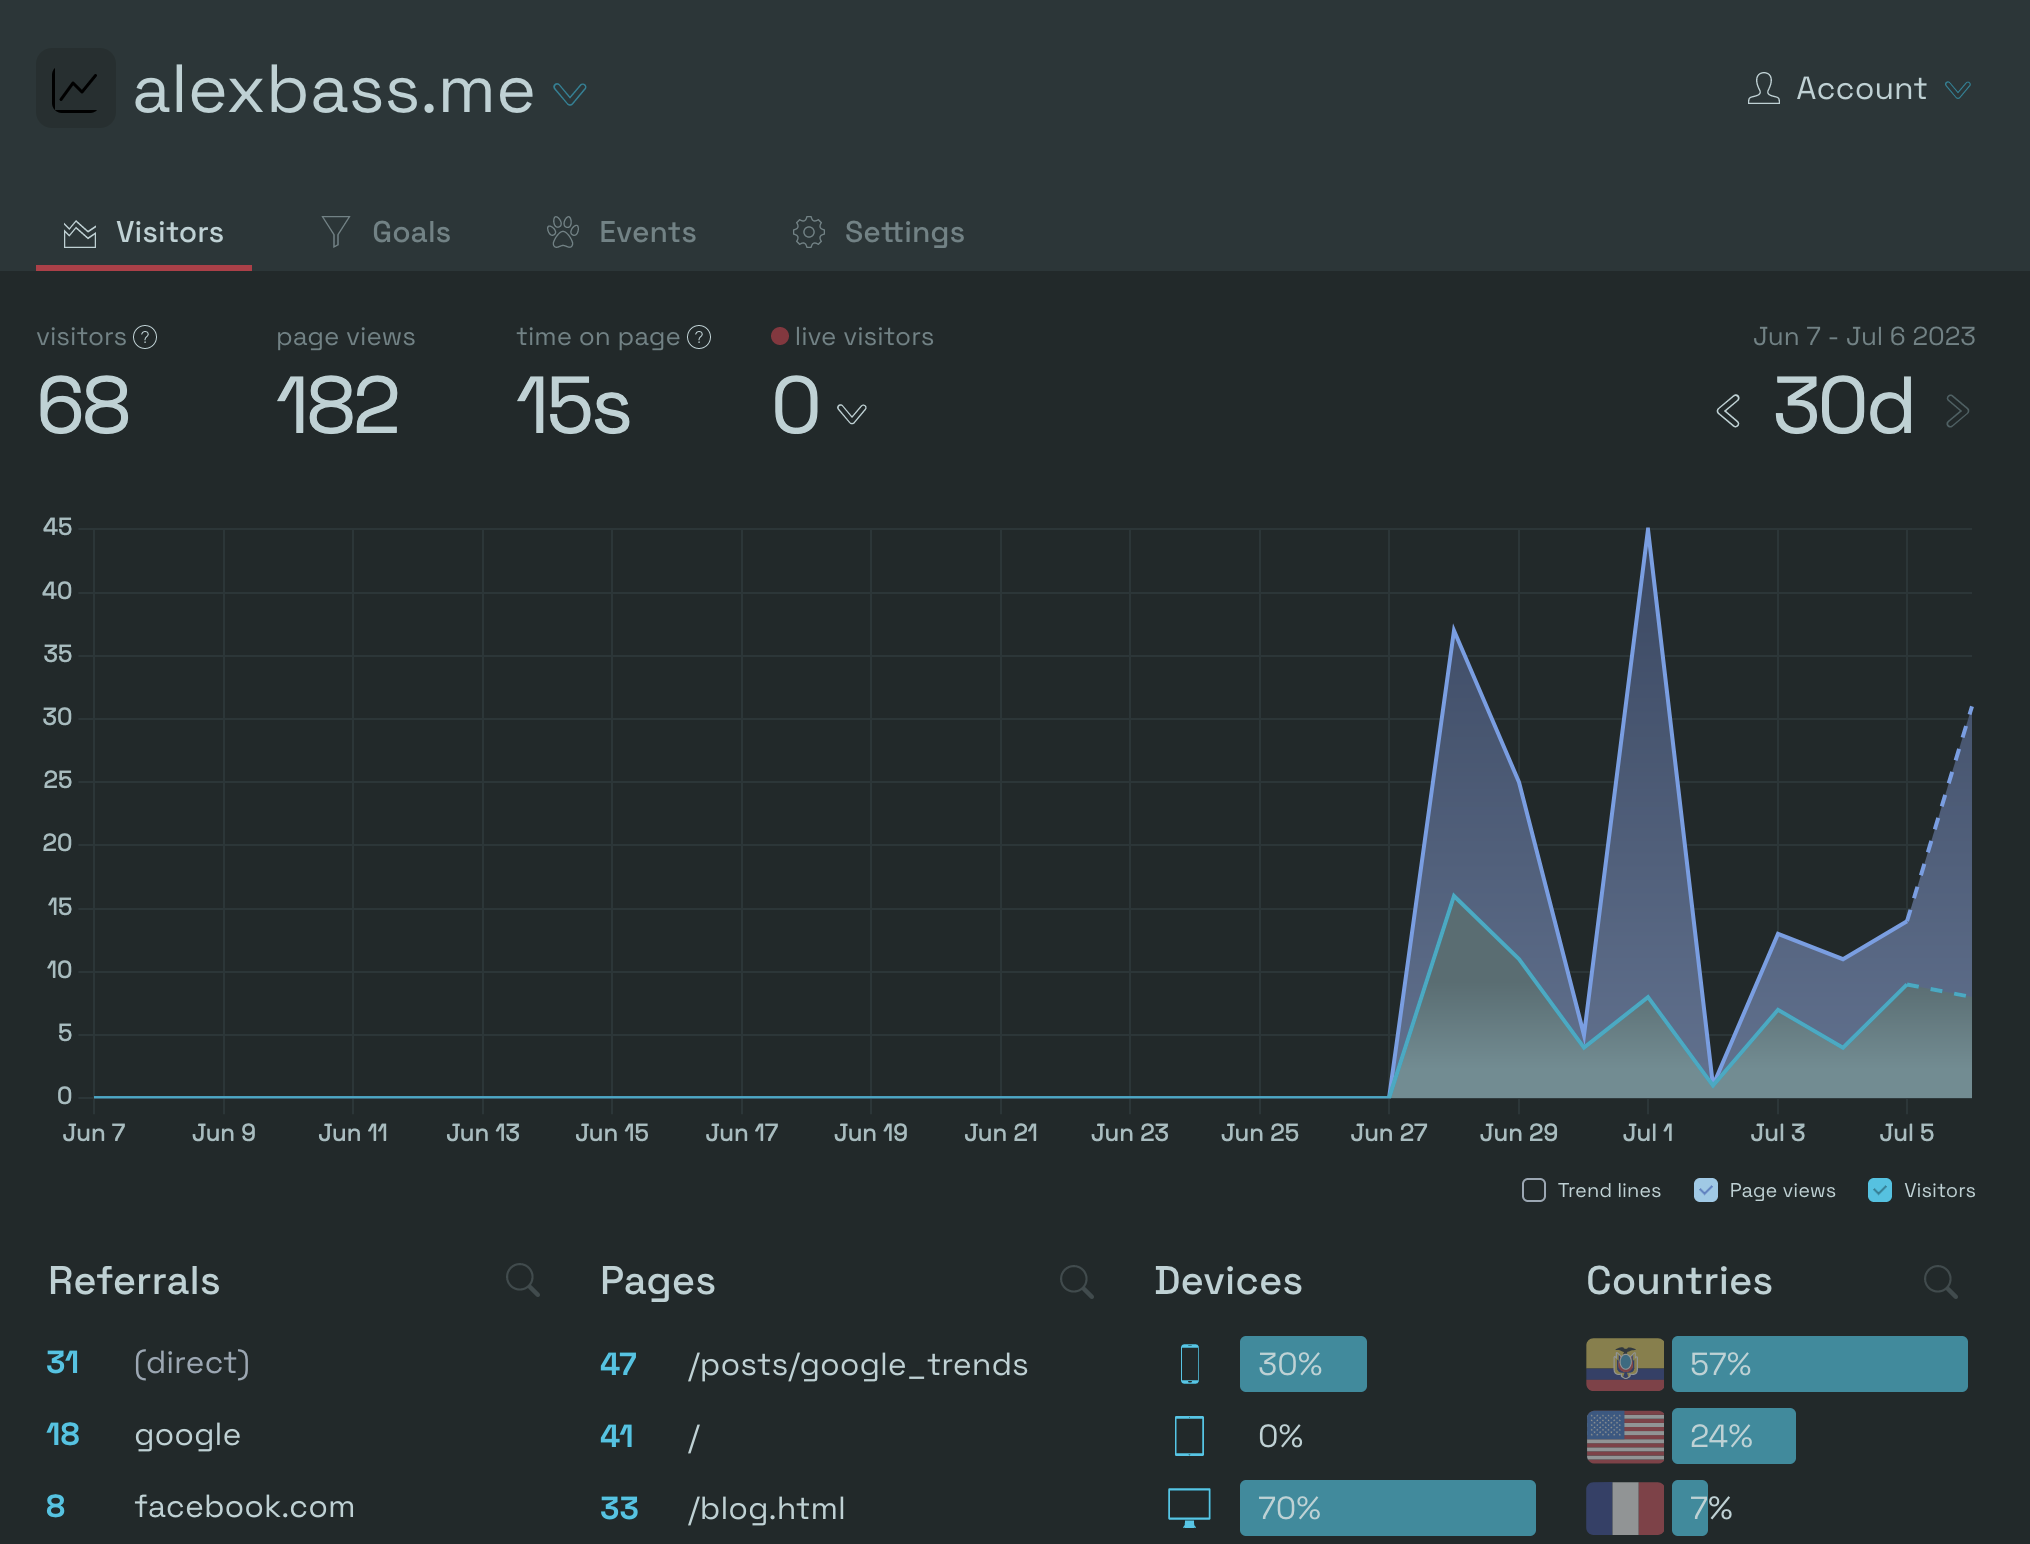 alexbass.me
Account
Visitors
Goals
Events
Settings
visitors ?
page views
time on page ?
live visitors
Jun 7 - Jul 6 2023
68
182
15s
0
30d
45
40
35
30
25
20
15
10
5
0
Jun 7
Jun 9
Jun 11
Jun 13
Jun 15
Jun 17
Jun 19
Jun 21
Jun 23
Jun 25
Jun 27
Jun 29
Jul 1
Jul 3
Jul 5
Trend lines
Page views
Visitors
Referrals
31 (direct)
18 google
8 facebook.com
Pages
47 /posts/google_trends
41 /
33 /blog.html
Devices
30%
0%
70%
Countries
57%
24%
7%